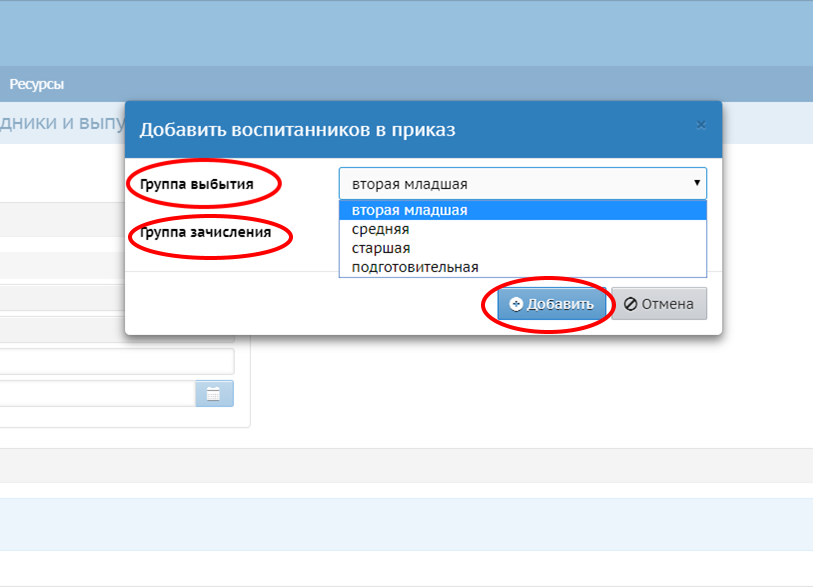 Ресурсы
дники и выпу
Добавить воспитанников в приказ
×
Группа выбытия
вторая младшая
вторая младшая
средняя
Группа зачисления
старшая
подготовительная
Добавить
Отмена